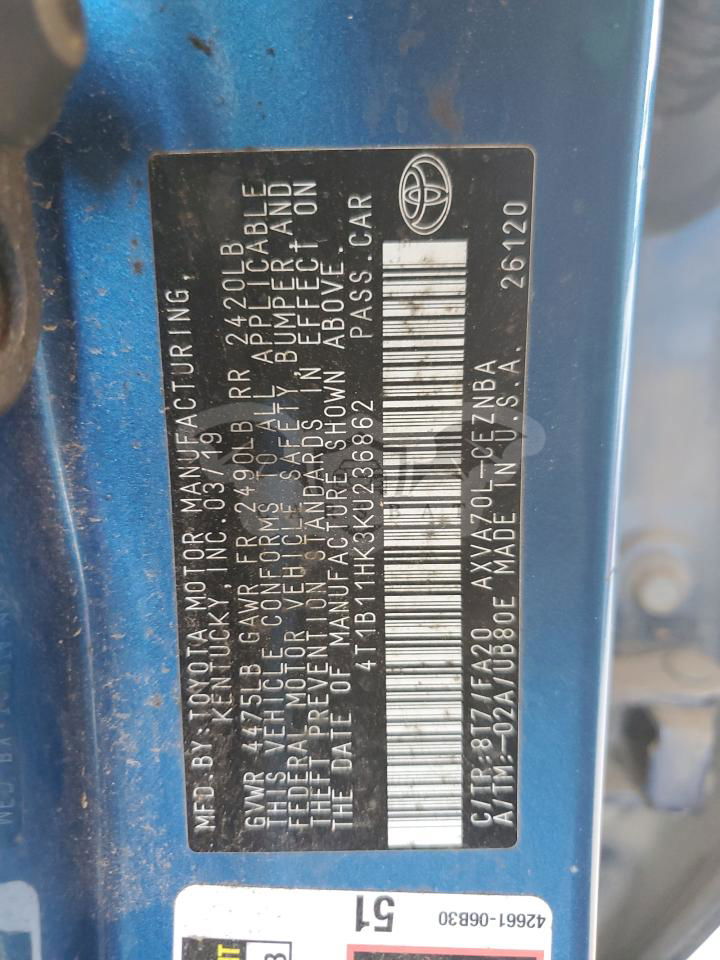 MFD.BY:TOYOTA MOTOR MANUFACTURING,
KENTUCKY, INC. 03/19
GVWR 4475LB GAWR FR 2490LB RR 2420LB
THIS VEHICLE CONFORMS TO ALL APPLICABLE
FEDERAL MOTOR VEHICLE SAFETY, BUMPER, AND
THEFT PREVENTION STANDARDS IN EFFECT ON
THE DATE OF MANUFACTURE SHOWN ABOVE.
4T1B11HK3KU236862 PASS.CAR
C/TR:8T7/FA20 AXVA70L-CEZNBA
A/TM:-02A/UB80E MADE IN U.S.A. 26120
51
42661-06B30